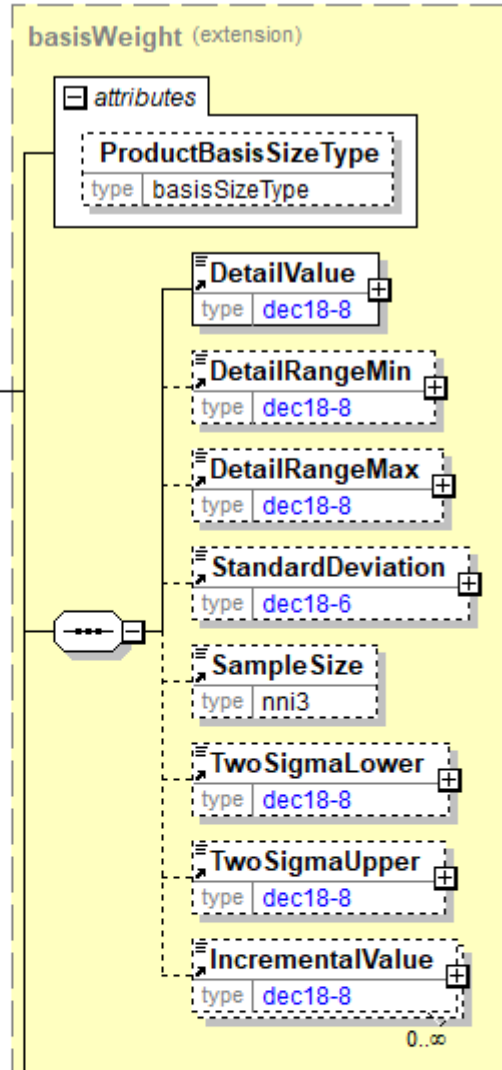 basisWeight (extension)
attributes
ProductBasisSizeType
type basisSizeType
DetailValue
type dec18-8
DetailRangeMin
type dec18-8
DetailRangeMax
type dec18-8
StandardDeviation
type dec18-6
SampleSize
type nni3
TwoSigmaLower
type dec18-8
TwoSigmaUpper
type dec18-8
IncrementalValue
type dec18-8
0..∞